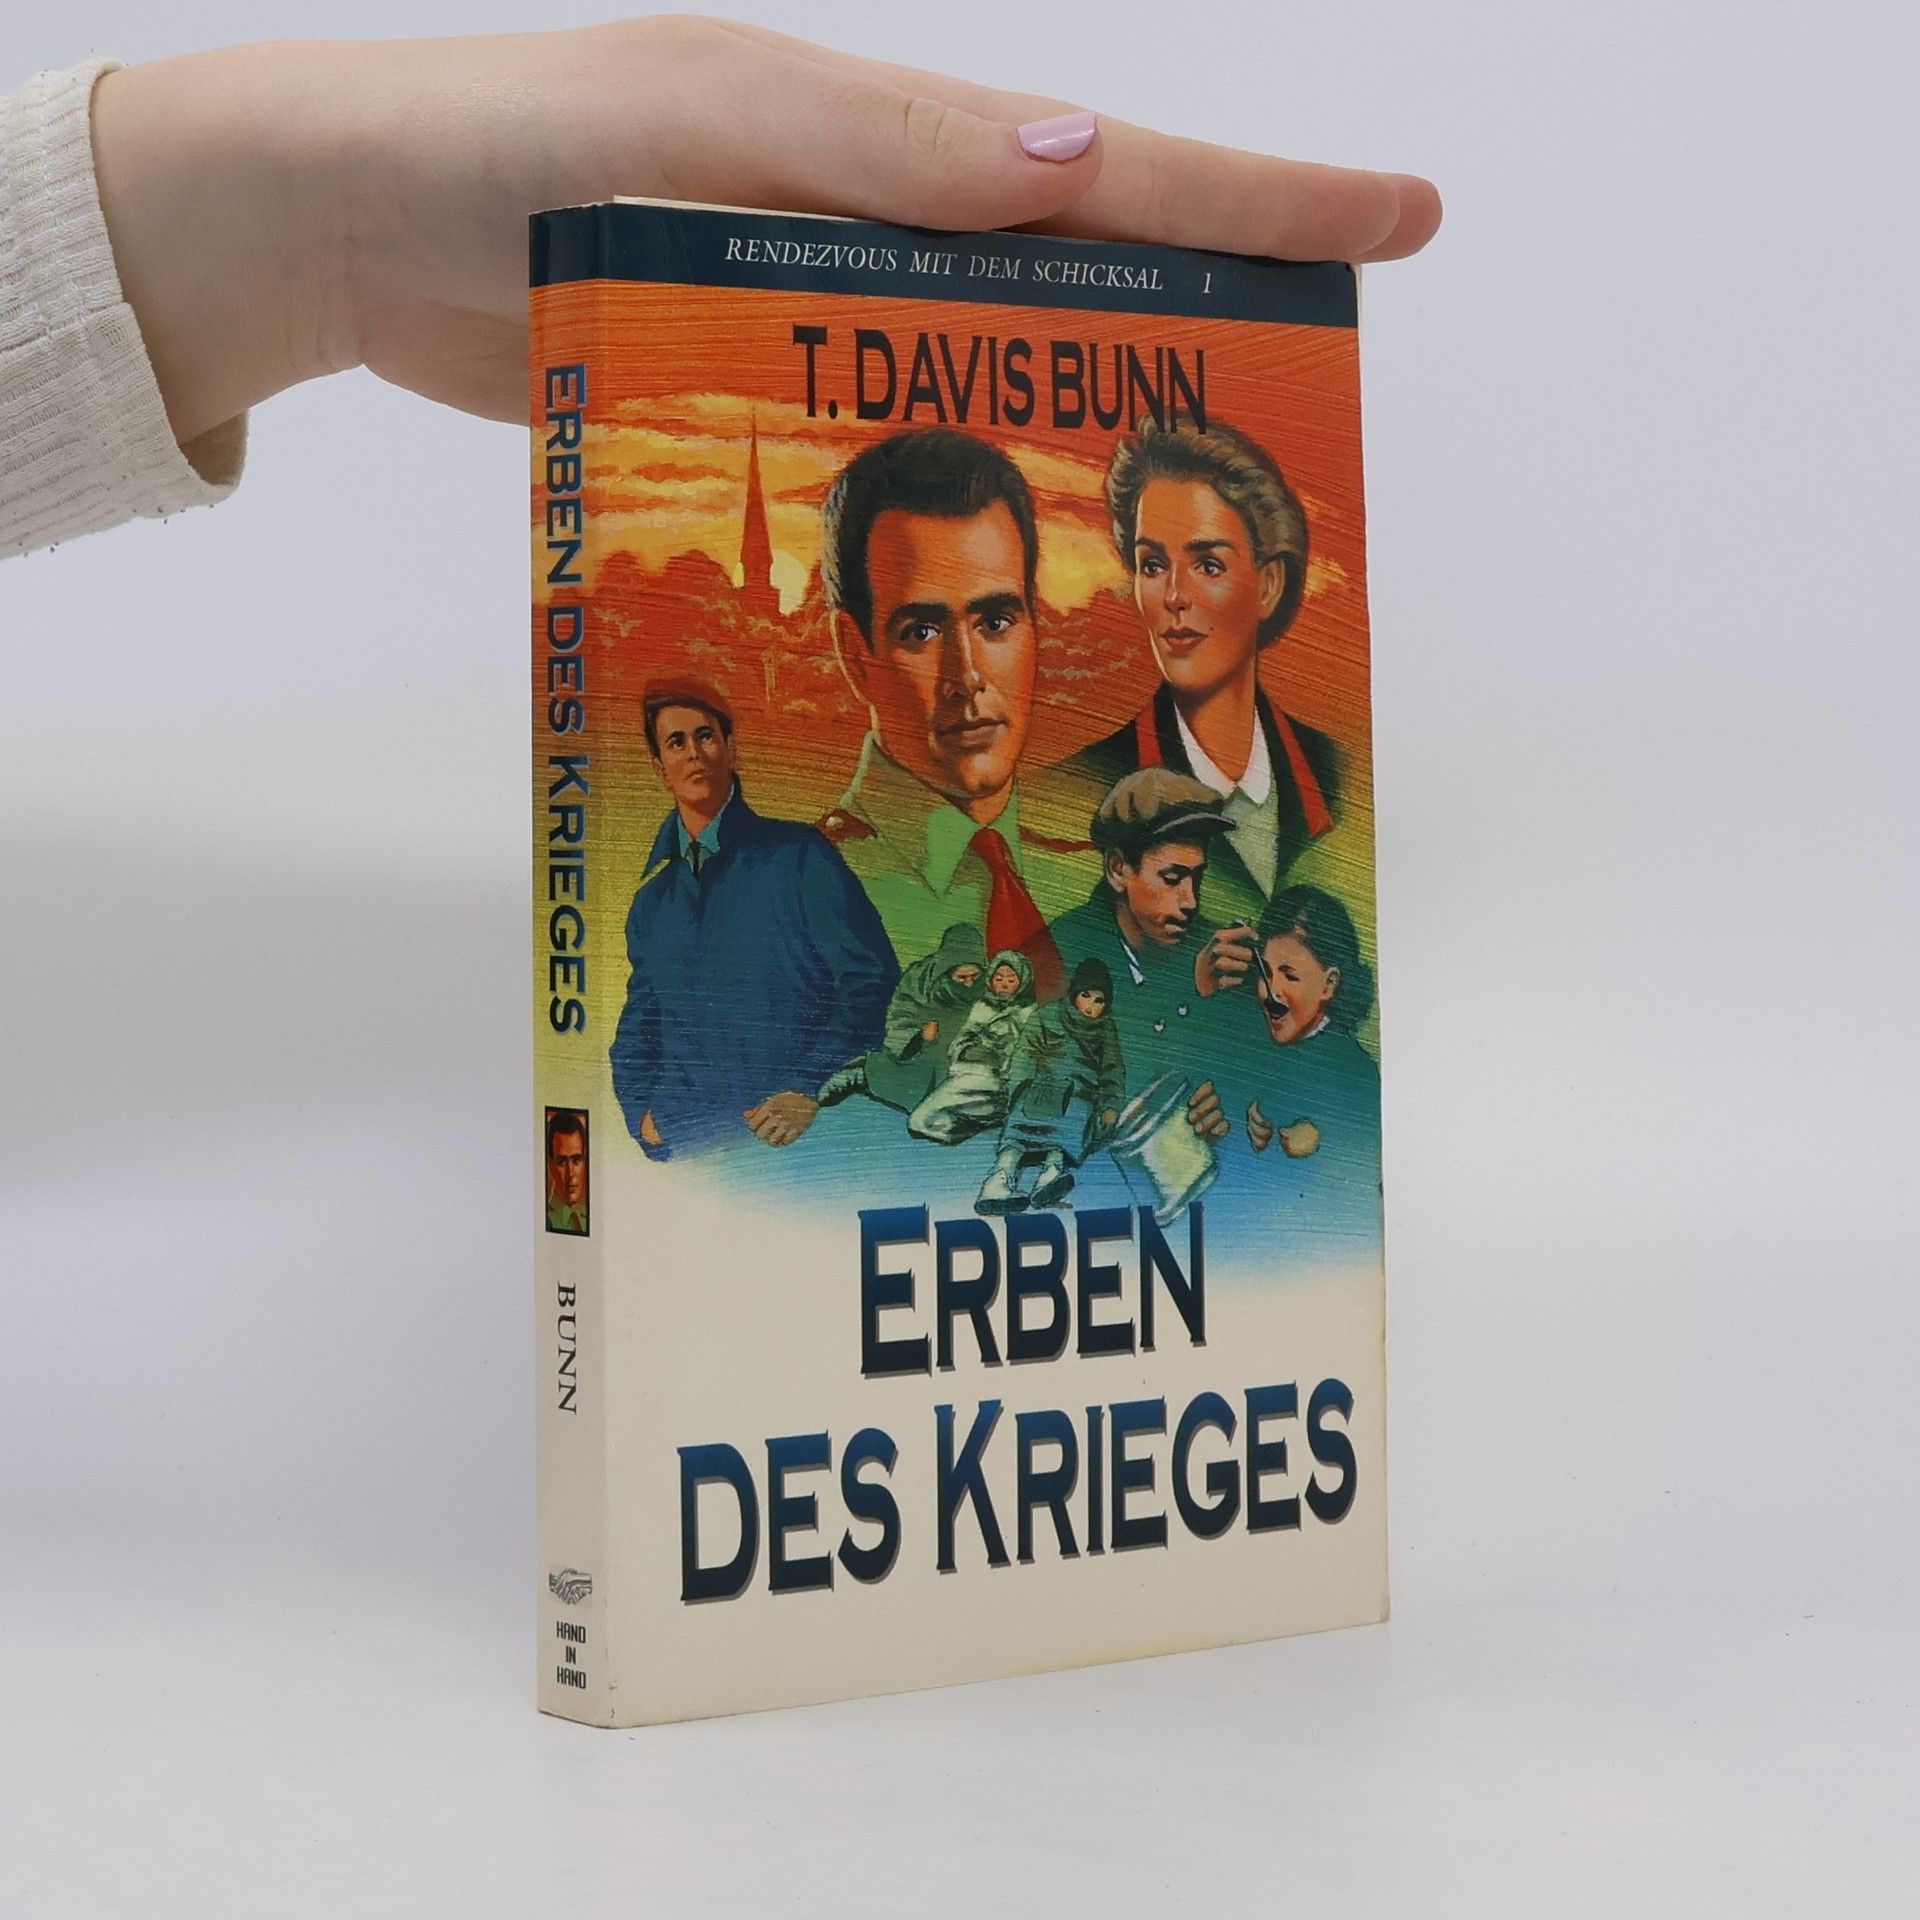 RENDEZVOUS MIT DEM SCHICKSAL 1
T. DAVIS BUNN
ERBEN
DES KRIEGES
ERBEN DES KRIEGES
BUNN
HAND
IN
HAND